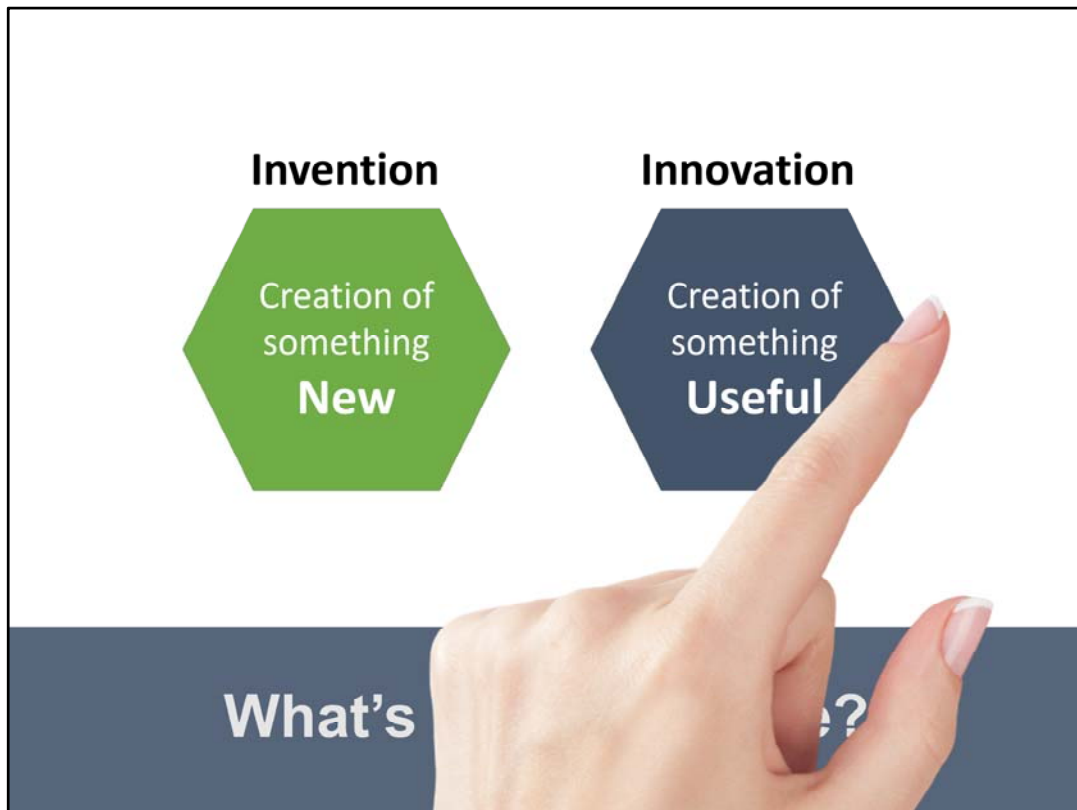 Invention
Innovation
Creation of
something
New
Creation of
something
Useful
What's